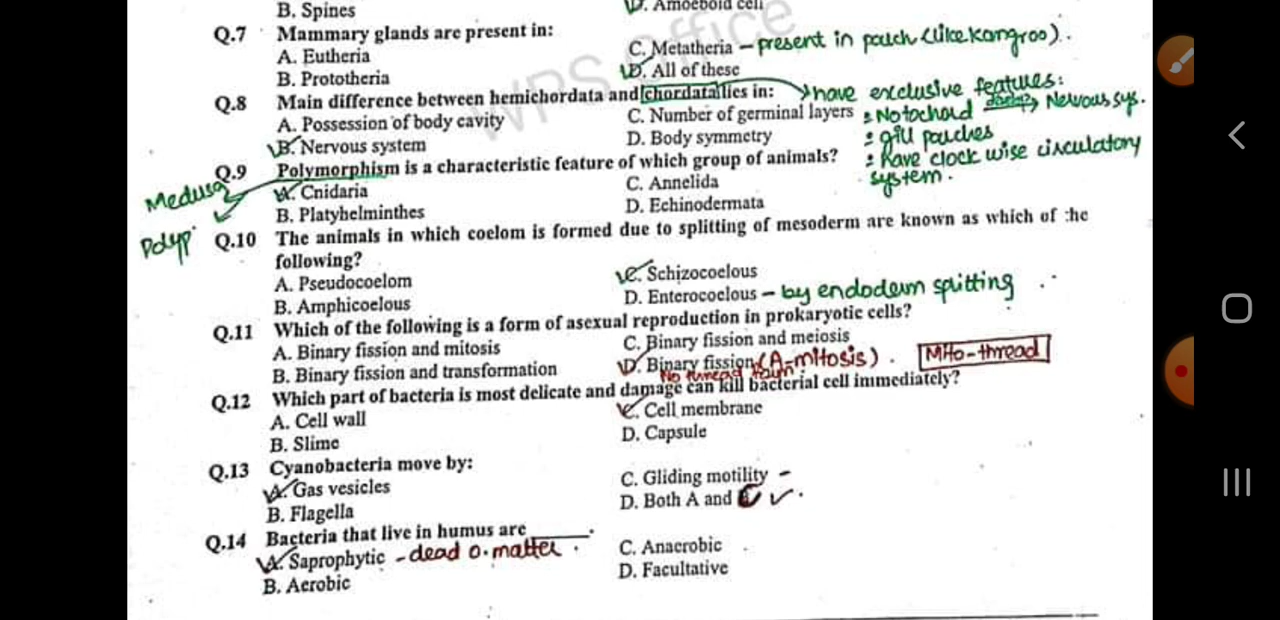 B. Spines
D. Amoeboid cell
Q.7 Mammary glands are present in:
A. Eutheria
C. Metatheria – present in pouch (like kangroo).
B. Prototheria
D. All of these
Q.8 Main difference between hemichordata and chordata lies in:
have exclusive features:
A. Possession of body cavity
C. Number of germinal layers
: Notochord
Nervous sys.
B. Nervous system
D. Body symmetry
: gill pouches
Q.9 Polymorphism is a characteristic feature of which group of animals?
: have clock wise circulatory
system.
Medusa
A. Cnidaria
C. Annelida
B. Platyhelminthes
D. Echinodermata
Polyp
Q.10 The animals in which coelom is formed due to splitting of mesoderm are known as which of the
following?
A. Pseudocoelom
C. Schizocoelous
B. Amphicoelous
D. Enterocoelous – by endoderm splitting
Q.11 Which of the following is a form of asexual reproduction in prokaryotic cells?
A. Binary fission and mitosis
C. Binary fission and meiosis
B. Binary fission and transformation
D. Binary fission (A-mitosis).
Mito-thread
No thread form
Q.12 Which part of bacteria is most delicate and damage can kill bacterial cell immediately?
A. Cell wall
C. Cell membrane
B. Slime
D. Capsule
Q.13 Cyanobacteria move by:
A. Gas vesicles
C. Gliding motility –
B. Flagella
D. Both A and C
Q.14 Bacteria that live in humus are ______.
A. Saprophytic – dead o. matter.
C. Anaerobic
B. Aerobic
D. Facultative
WPS Office